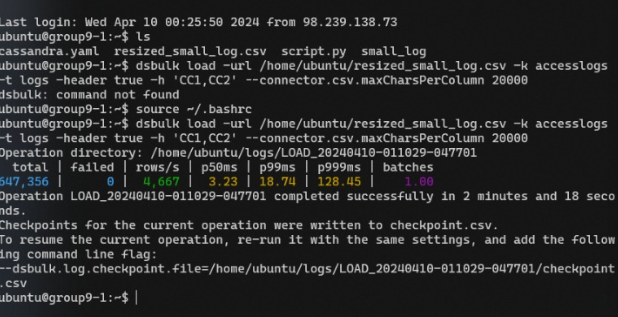 Last login: Wed Apr 10 00:25:50 2024 from 98.239.138.73
ubuntu@group9-1:~$ ls
cassandra.yaml  resized_small_log.csv  script.py  small_log
ubuntu@group9-1:~$ dsbulk load -url /home/ubuntu/resized_small_log.csv -k accesslogs
-t logs -header true -h 'CC1,CC2' --connector.csv.maxCharsPerColumn 20000
dsbulk: command not found
ubuntu@group9-1:~$ source ~/.bashrc
ubuntu@group9-1:~$ dsbulk load -url /home/ubuntu/resized_small_log.csv -k accesslogs
-t logs -header true -h 'CC1,CC2' --connector.csv.maxCharsPerColumn 20000
Operation directory: /home/ubuntu/logs/LOAD_20240410-011029-047701
total | failed | rows/s | p50ms | p99ms | p999ms | batches
647,356 | 0 | 4,667 | 3.23 | 18.74 | 128.45 | 1.00
Operation LOAD_20240410-011029-047701 completed successfully in 2 minutes and 18 seco
nds.
Checkpoints for the current operation were written to checkpoint.csv.
To resume the current operation, re-run it with the same settings, and add the follow
ing command line flag:
--dsbulk.log.checkpoint.file=/home/ubuntu/logs/LOAD_20240410-011029-047701/checkpoint
.csv
ubuntu@group9-1:~$